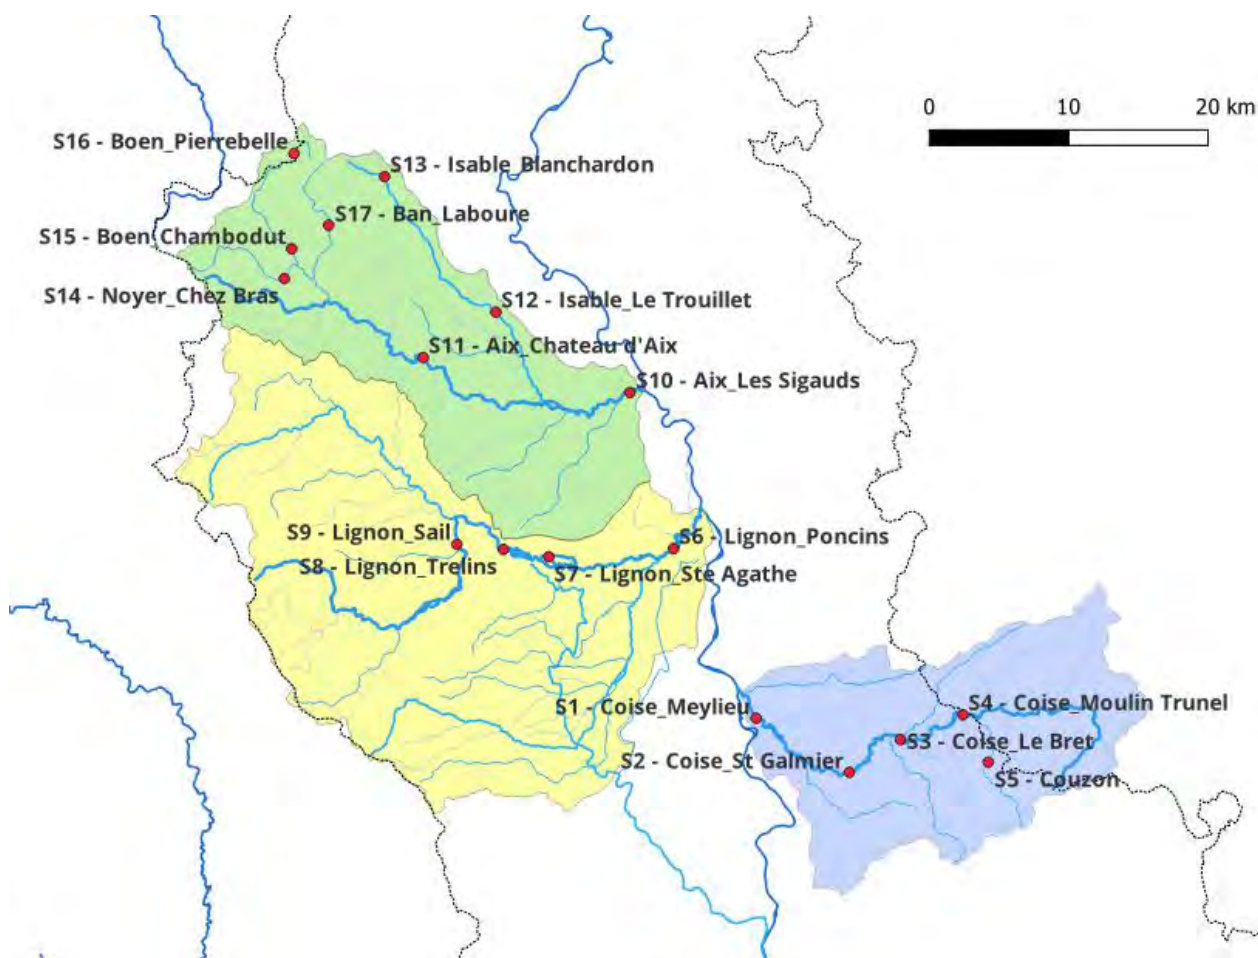 0 10 20 km
S16 - Boen_Pierrebelle
S13 - Isable_Blanchardon
S17 - Ban_Laboure
S15 - Boen_Chambodut
S14 - Noyer_Chez Bras
S12 - Isable_Le Trouillet
S11 - Aix_Chateau d'Aix
S10 - Aix_Les Sigauds
S9 - Lignon_Sail
S6 - Lignon_Poncins
S8 - Lignon_Trelins
S7 - Lignon_Ste Agathe
S1 - Coise_Meylieu
S4 - Coise_Moulin Trunel
S3 - Coise_Le Bret
S2 - Coise_St Galmier
S5 - Couzon